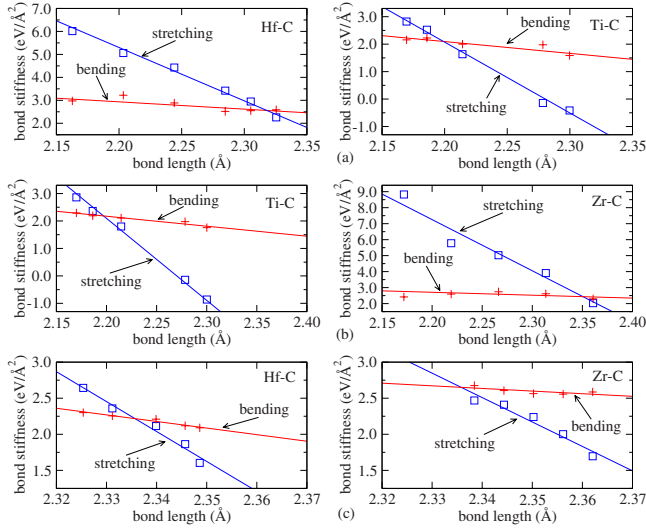 7.0
6.0
5.0
4.0
3.0
2.0
bond stiffness (eV/Å²)
Hf-C
stretching
bending
2.15 2.20 2.25 2.30 2.35
bond length (Å)
3.0
2.0
1.0
0.0
-1.0
bond stiffness (eV/Å²)
Ti-C
bending
stretching
2.15 2.20 2.25 2.30 2.35
bond length (Å)
(a)
3.0
2.0
1.0
0.0
-1.0
bond stiffness (eV/Å²)
Ti-C
bending
stretching
2.15 2.20 2.25 2.30 2.35 2.40
bond length (Å)
9.0
8.0
7.0
6.0
5.0
4.0
3.0
2.0
bond stiffness (eV/Å²)
Zr-C
stretching
bending
2.15 2.20 2.25 2.30 2.35 2.40
bond length (Å)
(b)
3.0
2.5
2.0
1.5
bond stiffness (eV/Å²)
Hf-C
bending
stretching
2.32 2.33 2.34 2.35 2.36 2.37
bond length (Å)
3.0
2.5
2.0
1.5
bond stiffness (eV/Å²)
Zr-C
bending
stretching
2.32 2.33 2.34 2.35 2.36 2.37
bond length (Å)
(c)